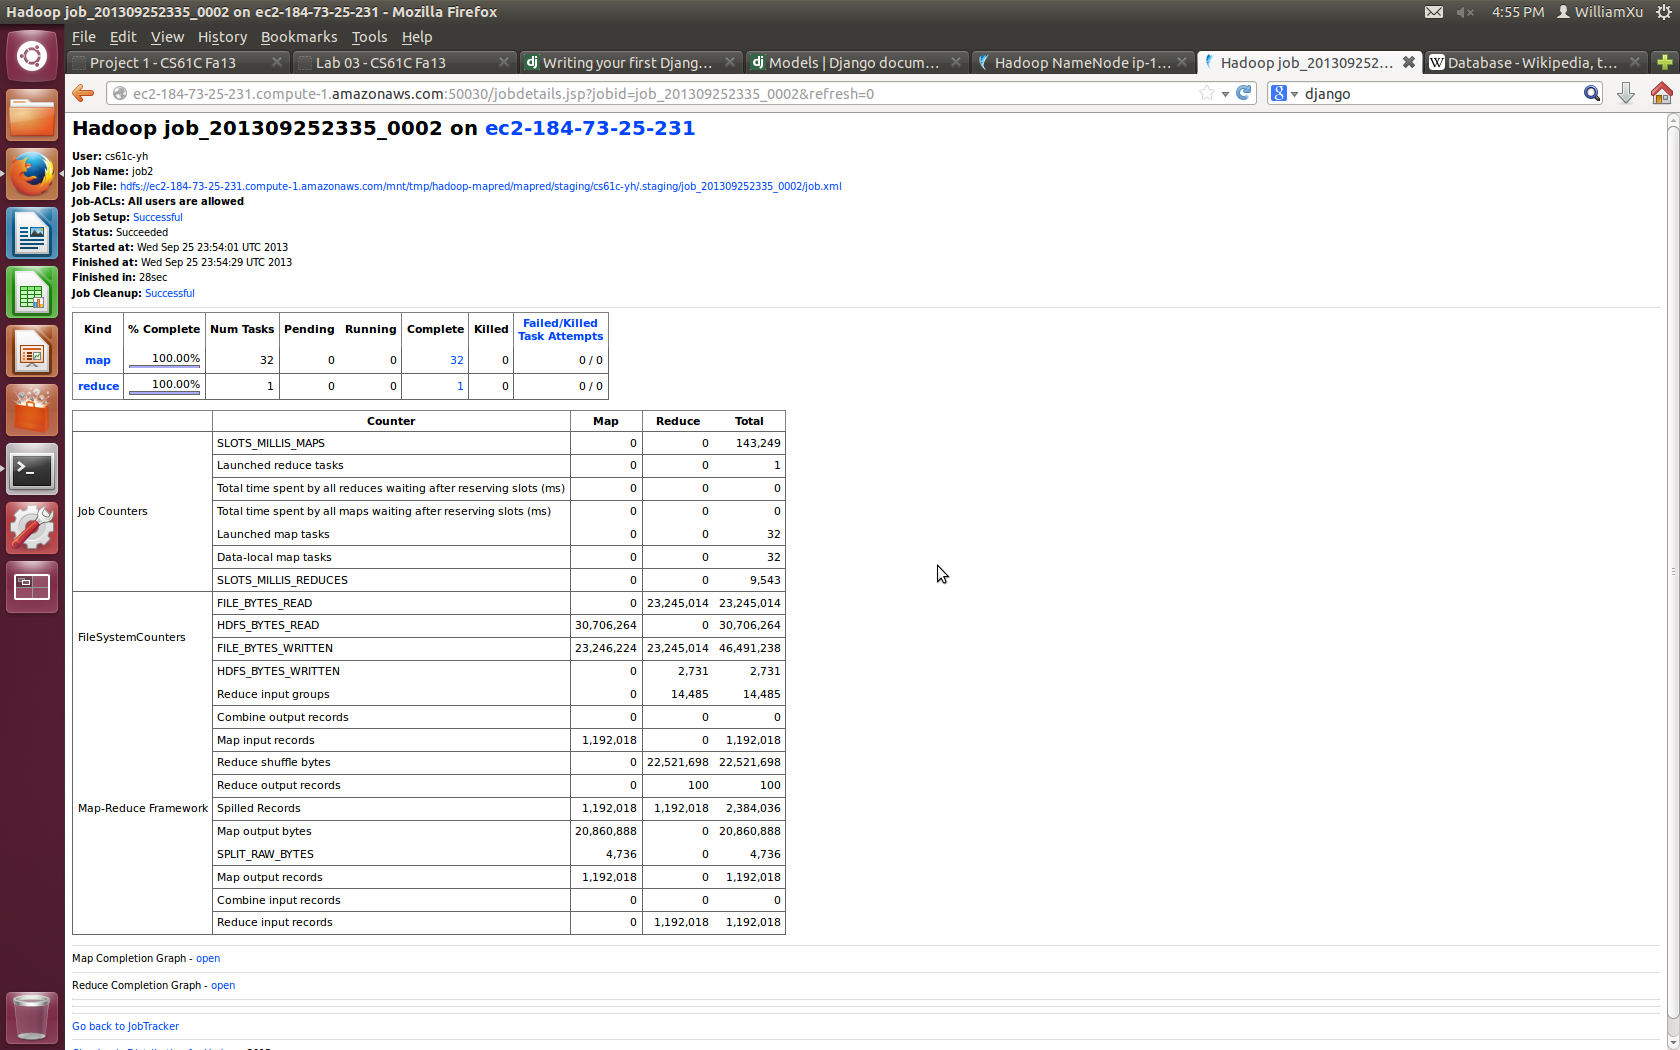 Hadoop job_201309252335_0002 on ec2-184-73-25-231 - Mozilla Firefox
4:55 PM WilliamXu
File Edit View History Bookmarks Tools Help
Project 1 - CS61C Fa13
Lab 03 - CS61C Fa13
dj Writing your first Djang...
dj Models | Django docum...
Hadoop NameNode ip-1...
Hadoop job_201309252...
W Database - Wikipedia, t...
ec2-184-73-25-231.compute-1.amazonaws.com:50030/jobdetails.jsp?jobid=job_201309252335_0002&refresh=0
8 django
Hadoop job_201309252335_0002 on ec2-184-73-25-231
User: cs61c-yh
Job Name: job2
Job File: hdfs://ec2-184-73-25-231.compute-1.amazonaws.com/mnt/tmp/hadoop-mapred/mapred/staging/cs61c-yh/.staging/job_201309252335_0002/job.xml
Job-ACLs: All users are allowed
Job Setup: Successful
Status: Succeeded
Started at: Wed Sep 25 23:54:01 UTC 2013
Finished at: Wed Sep 25 23:54:29 UTC 2013
Finished in: 28sec
Job Cleanup: Successful
Kind % Complete Num Tasks Pending Running Complete Killed Failed/Killed
Task Attempts
map 100.00% 32 0 0 32 0 0 / 0
reduce 100.00% 1 0 0 1 0 0 / 0
Counter Map Reduce Total
Job Counters
SLOTS_MILLIS_MAPS 0 0 143,249
Launched reduce tasks 0 0 1
Total time spent by all reduces waiting after reserving slots (ms) 0 0 0
Total time spent by all maps waiting after reserving slots (ms) 0 0 0
Launched map tasks 0 0 32
Data-local map tasks 0 0 32
SLOTS_MILLIS_REDUCES 0 0 9,543
FileSystemCounters
FILE_BYTES_READ 0 23,245,014 23,245,014
HDFS_BYTES_READ 30,706,264 0 30,706,264
FILE_BYTES_WRITTEN 23,246,224 23,245,014 46,491,238
HDFS_BYTES_WRITTEN 0 2,731 2,731
Map-Reduce Framework
Reduce input groups 0 14,485 14,485
Combine output records 0 0 0
Map input records 1,192,018 0 1,192,018
Reduce shuffle bytes 0 22,521,698 22,521,698
Reduce output records 0 100 100
Spilled Records 1,192,018 1,192,018 2,384,036
Map output bytes 20,860,888 0 20,860,888
SPLIT_RAW_BYTES 4,736 0 4,736
Map output records 1,192,018 0 1,192,018
Combine input records 0 0 0
Reduce input records 0 1,192,018 1,192,018
Map Completion Graph - open
Reduce Completion Graph - open
Go back to JobTracker